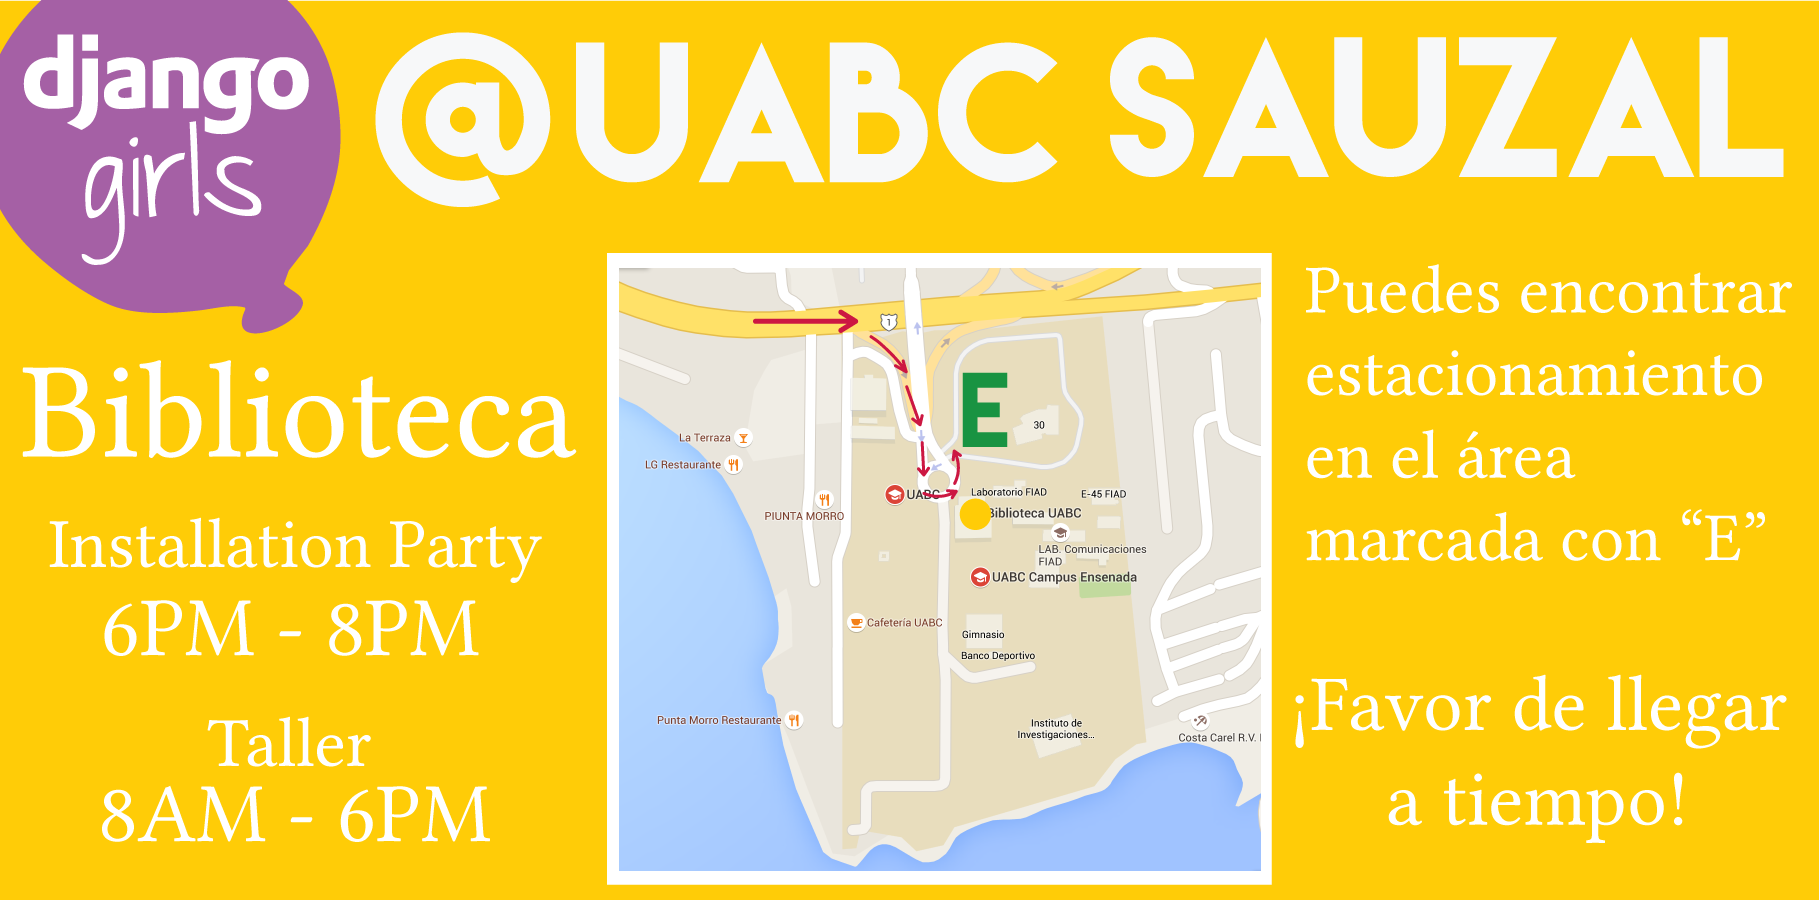 django
girls
@UABC SAUZAL
Biblioteca
Installation Party
6PM - 8PM
Taller
8AM - 6PM
1
E
30
La Terraza
LG Restaurante
PIUNTA MORRO
UABC
Laboratorio FIAD
E-45 FIAD
Biblioteca UABC
LAB. Comunicaciones
FIAD
UABC Campus Ensenada
Cafetería UABC
Gimnasio
Banco Deportivo
Punta Morro Restaurante
Instituto de
Investigaciones...
Costa Carel R.V.
Puedes encontrar
estacionamiento
en el área
marcada con “E”
¡Favor de llegar
a tiempo!